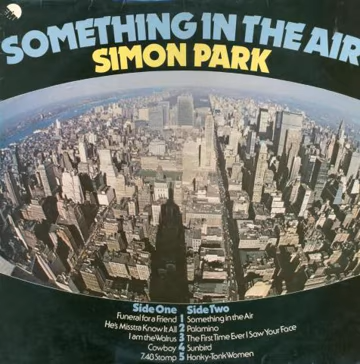 SOMETHING IN THE AIR
SIMON PARK
Side One Side Two
Funeral for a Friend 1 Something in the Air
He's Misstra Know It All 2 Palamino
I am the Walrus 3 The First Time Ever I Saw Your Face
Cowboy 4 Sunbird
7.40 Stomp 5 Honky-Tonk Women